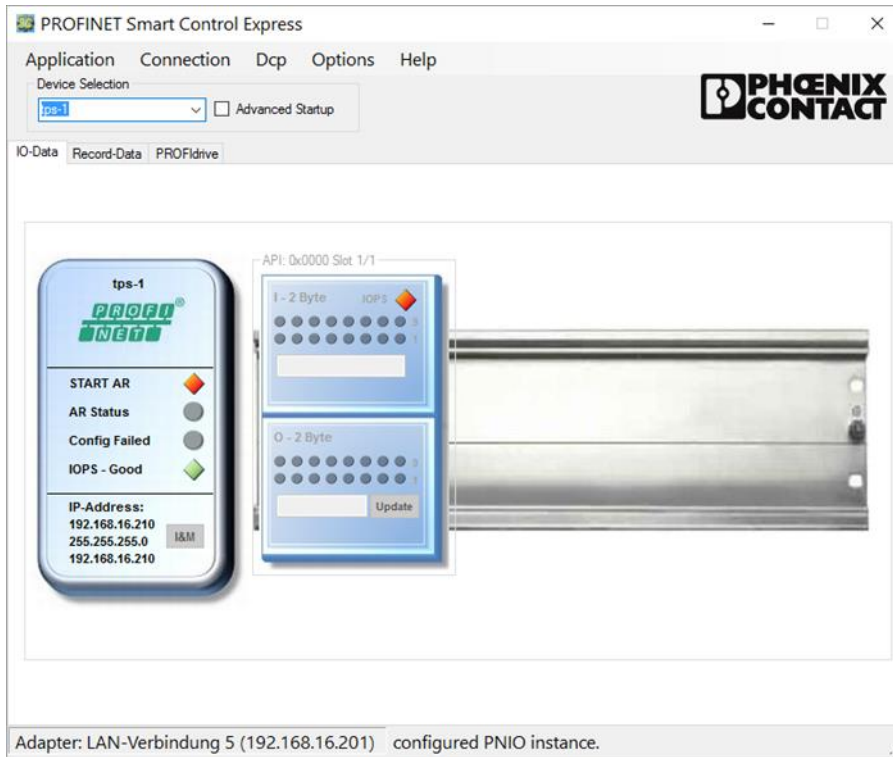 PROFINET Smart Control Express
Application Connection Dcp Options Help
Device Selection
tps-1
Advanced Startup
PHŒNIX
CONTACT
IO-Data Record-Data PROFIdrive
API: 0x0000 Slot 1/1
tps-1
PROFI®
NET
START AR
AR Status
Config Failed
IOPS - Good
IP-Address:
192.168.16.210
255.255.255.0
192.168.16.210
I&M
I - 2 Byte IOPS
1
O - 2 Byte
1
Update
Adapter: LAN-Verbindung 5 (192.168.16.201) configured PNIO instance.